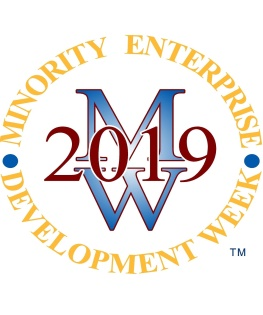 MINORITY ENTERPRISE
M
2019
W
DEVELOPMENT WEEK
TM